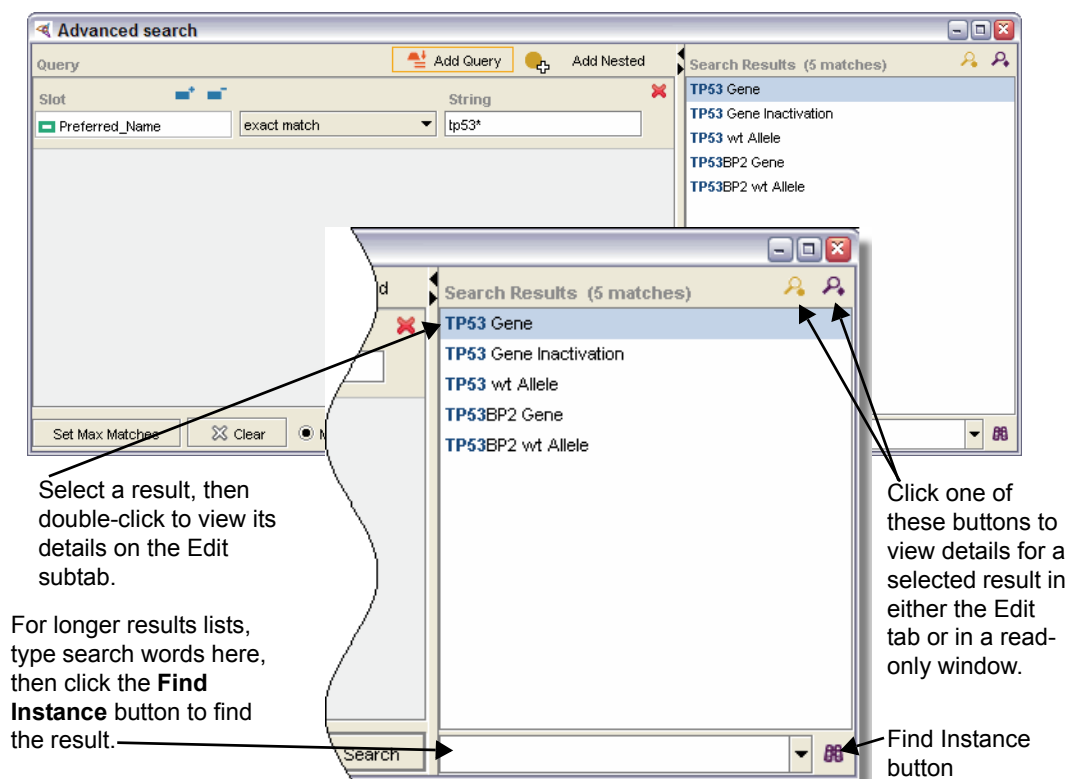 Advanced search
Query
Add Query
Add Nested
Search Results (5 matches)
Slot
String
Preferred_Name
exact match
tp53*
TP53 Gene
TP53 Gene Inactivation
TP53 wt Allele
TP53BP2 Gene
TP53BP2 wt Allele
d
Search Results (5 matches)
TP53 Gene
TP53 Gene Inactivation
TP53 wt Allele
TP53BP2 Gene
TP53BP2 wt Allele
Set Max Matches
Clear
Search
Select a result, then
double-click to view its
details on the Edit
subtab.
For longer results lists,
type search words here,
then click the Find
Instance button to find
the result.
Click one of
these buttons to
view details for a
selected result in
either the Edit
tab or in a read-
only window.
Find Instance
button